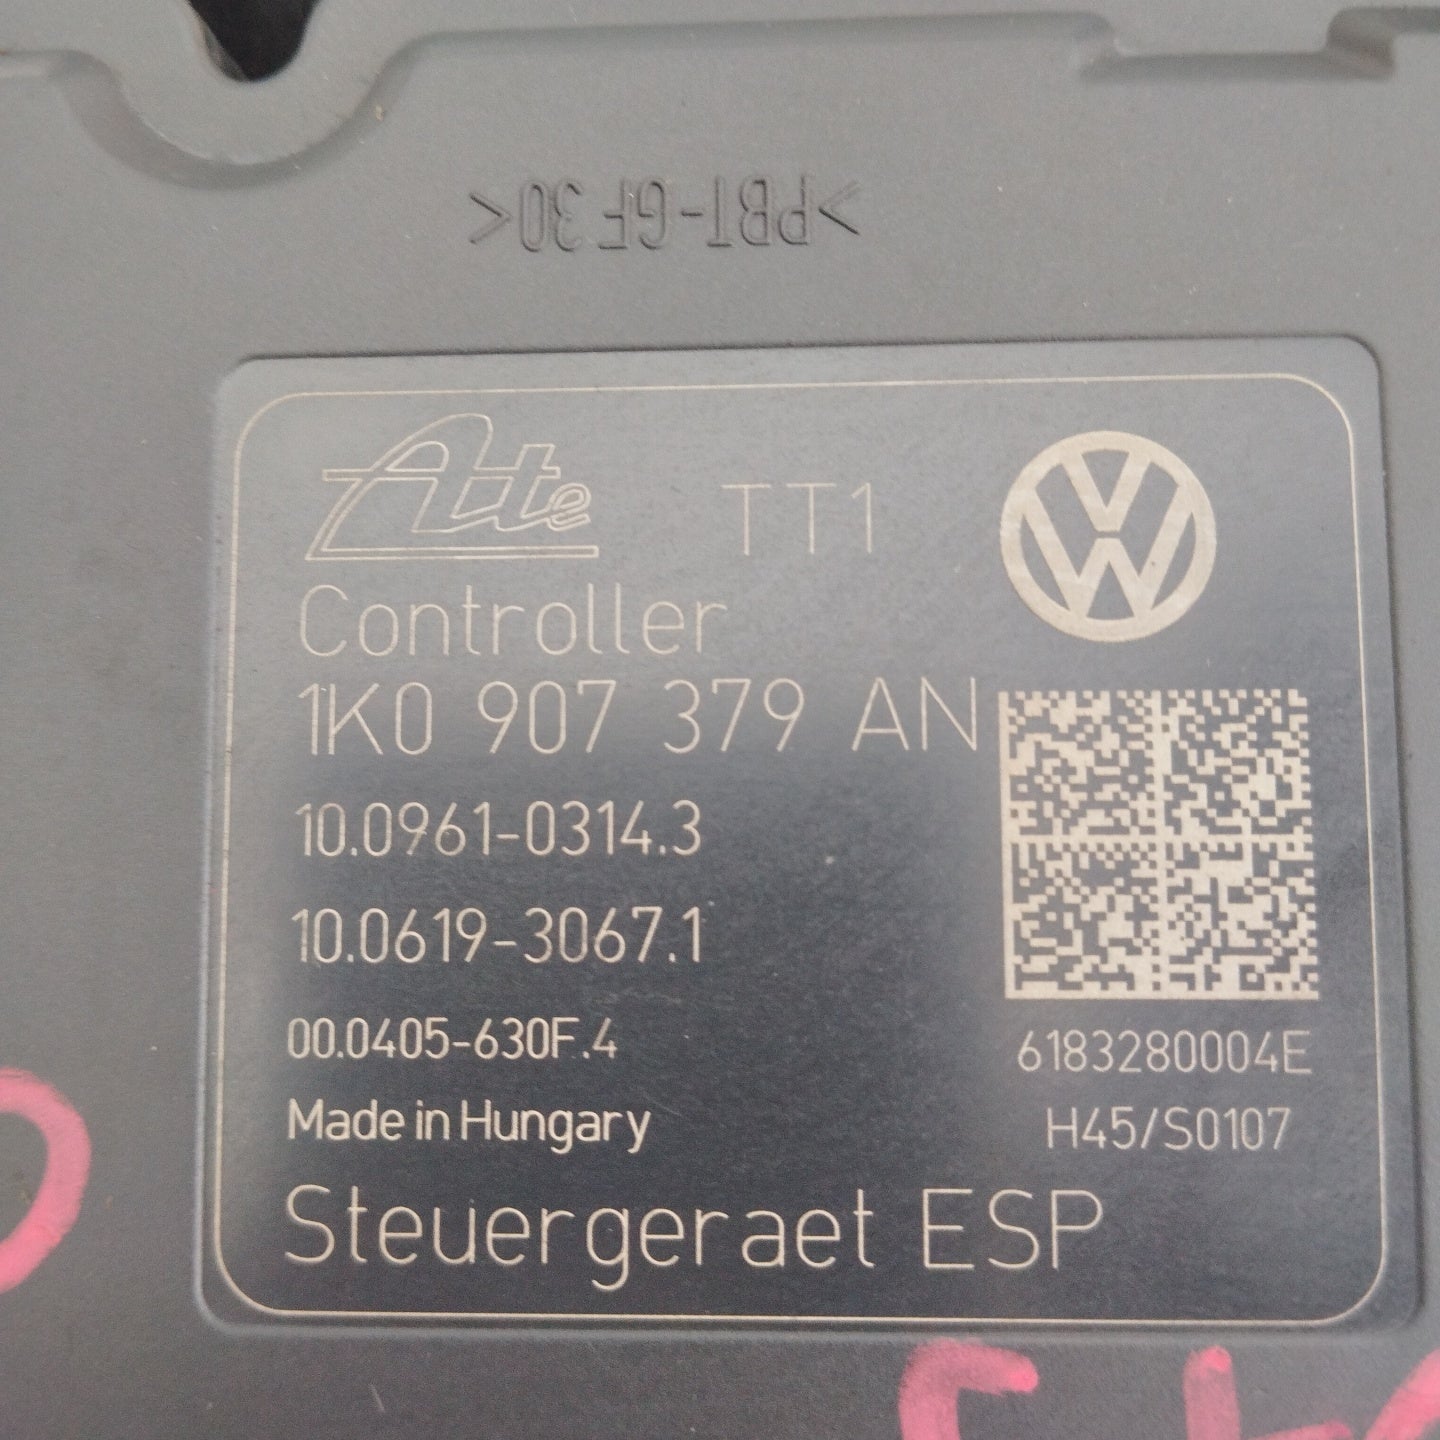 >PBT-GF30<
Ate TT1
Controller
1K0 907 379 AN
10.0961-0314.3
10.0619-3067.1
00.0405-630F.4
6183280004E
Made in Hungary
H45/S0107
Steuergeraet ESP